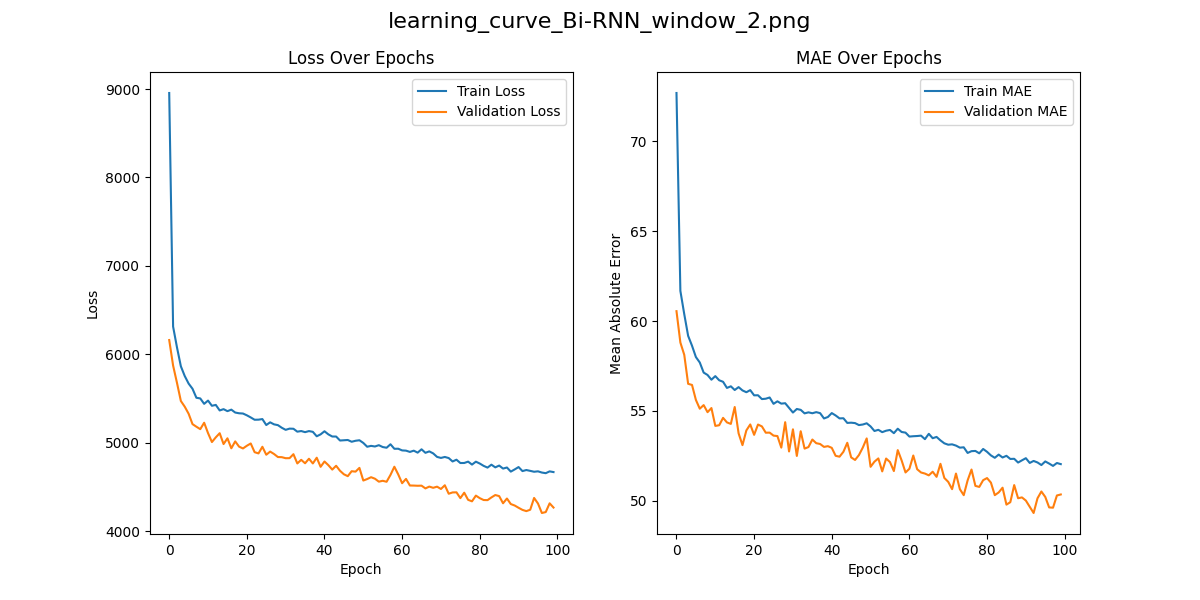 learning_curve_Bi-RNN_window_2.png
Loss Over Epochs
Train Loss
Validation Loss
9000
8000
7000
6000
5000
4000
Loss
0 20 40 60 80 100
Epoch
MAE Over Epochs
Train MAE
Validation MAE
70
65
60
55
50
Mean Absolute Error
0 20 40 60 80 100
Epoch